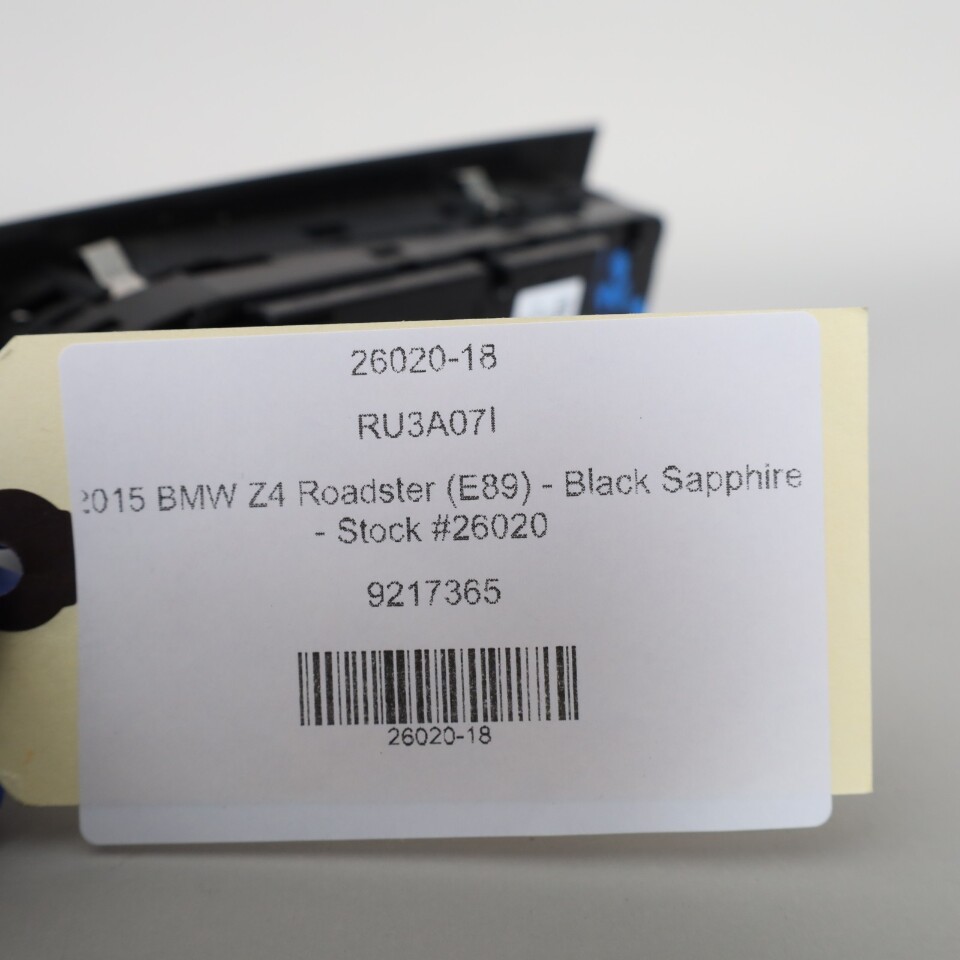 26020-18
RU3A07I
2015 BMW Z4 Roadster (E89) - Black Sapphire
- Stock #26020
9217365
26020-18